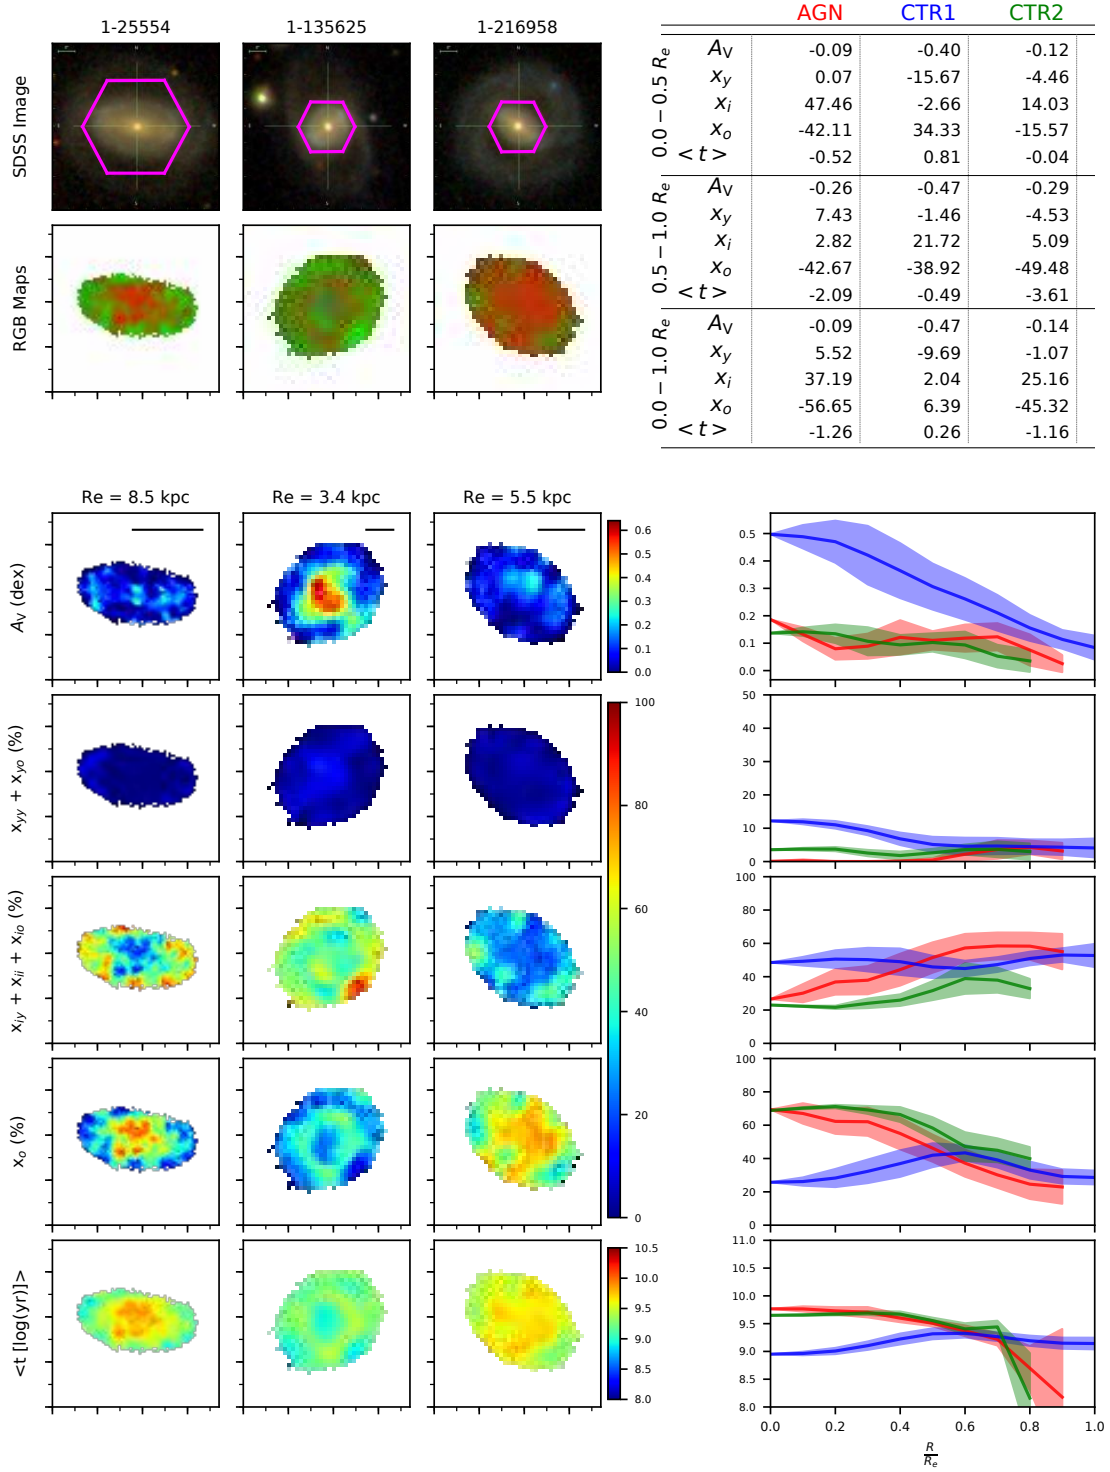 1-25554 1-135625 1-216958
SDSS Image
RGB Maps
AGN CTR1 CTR2
0.0 − 0.5 Re
AV -0.09 -0.40 -0.12
xy 0.07 -15.67 -4.46
xi 47.46 -2.66 14.03
xo -42.11 34.33 -15.57
<t> -0.52 0.81 -0.04
0.5 − 1.0 Re
AV -0.26 -0.47 -0.29
xy 7.43 -1.46 -4.53
xi 2.82 21.72 5.09
xo -42.67 -38.92 -49.48
<t> -2.09 -0.49 -3.61
0.0 − 1.0 Re
AV -0.09 -0.47 -0.14
xy 5.52 -9.69 -1.07
xi 37.19 2.04 25.16
xo -56.65 6.39 -45.32
<t> -1.26 0.26 -1.16
Re = 8.5 kpc Re = 3.4 kpc Re = 5.5 kpc
AV (dex)
0.6
0.5
0.4
0.3
0.2
0.1
0.0
0.5
0.4
0.3
0.2
0.1
0.0
xyy + xyo (%)
100
80
60
40
20
0
50
40
30
20
10
0
xiy + xii + xio (%)
100
80
60
40
20
0
xo (%)
100
80
60
40
20
0
<t [log(yr)]>
10.5
10.0
9.5
9.0
8.5
8.0
11.0
10.5
10.0
9.5
9.0
8.5
8.0
0.0 0.2 0.4 0.6 0.8 1.0
R
Re